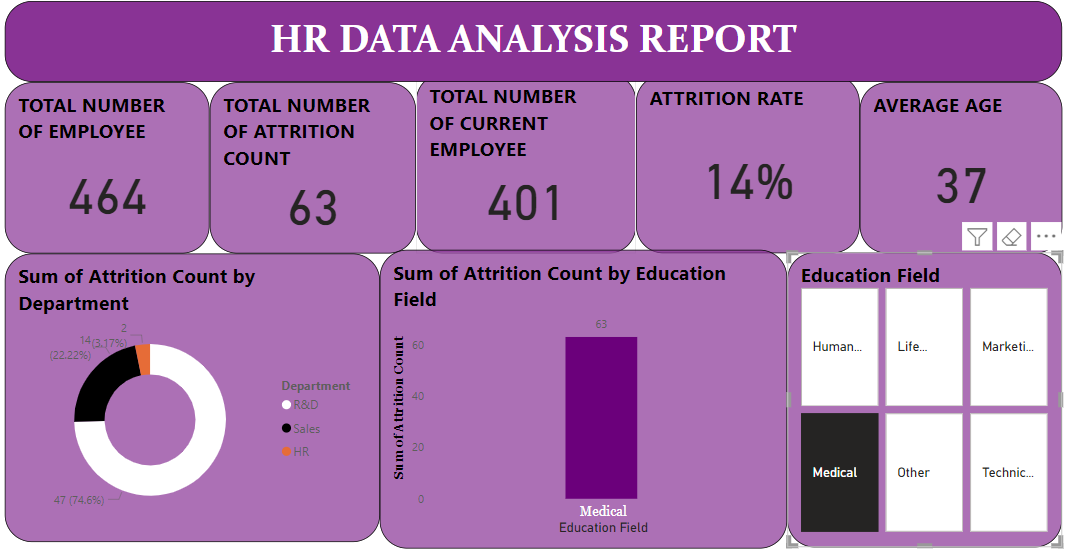 HR DATA ANALYSIS REPORT
TOTAL NUMBER
OF EMPLOYEE
464
TOTAL NUMBER
OF ATTRITION
COUNT
63
TOTAL NUMBER
OF CURRENT
EMPLOYEE
401
ATTRITION RATE
14%
AVERAGE AGE
37
Sum of Attrition Count by
Department
2
(3.17%)
14
(22.22%)
47 (74.6%)
Department
R&D
Sales
HR
Sum of Attrition Count by Education
Field
Sum of Attrition Count
60
40
20
0
63
Medical
Education Field
Education Field
Human...
Life...
Marketi...
Medical
Other
Technic...